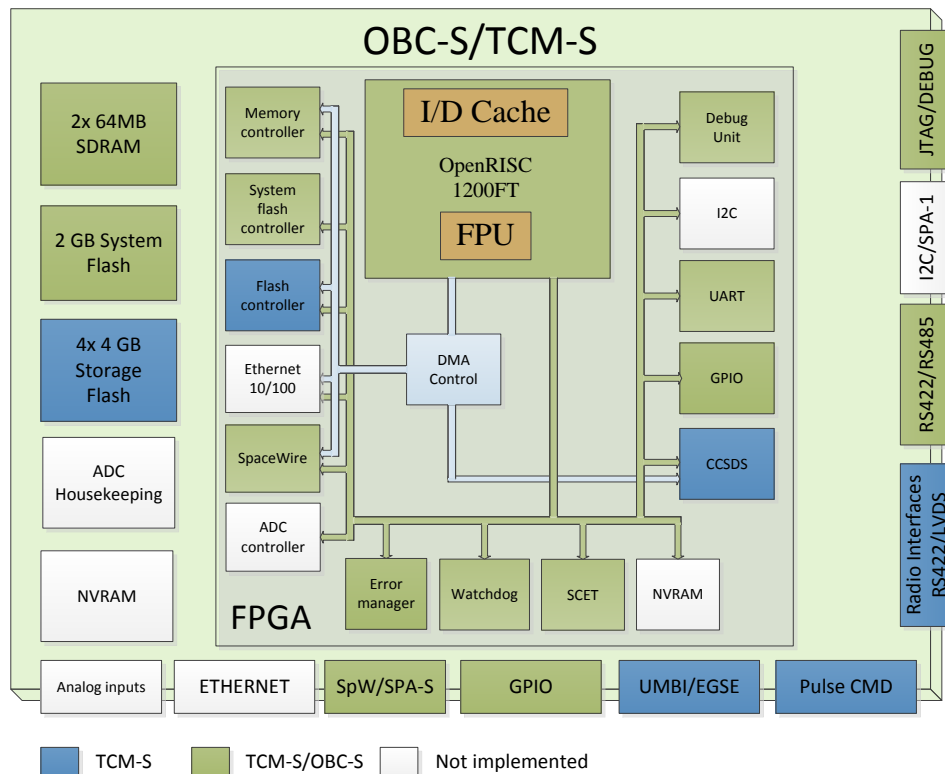 OBC-S/TCM-S
2x 64MB
SDRAM
2 GB System
Flash
4x 4 GB
Storage
Flash
ADC
Housekeeping
NVRAM
Memory
controller
System
flash
controller
Flash
controller
Ethernet
10/100
SpaceWire
ADC
controller
FPGA
I/D Cache
OpenRISC
1200FT
FPU
DMA
Control
Debug
Unit
I2C
UART
GPIO
CCSDS
Error
manager
Watchdog
SCET
NVRAM
JTAG/DEBUG
I2C/SPA-1
RS422/RS485
Radio Interfaces
RS422/LVDS
Analog inputs
ETHERNET
SpW/SPA-S
GPIO
UMBI/EGSE
Pulse CMD
TCM-S
TCM-S/OBC-S
Not implemented